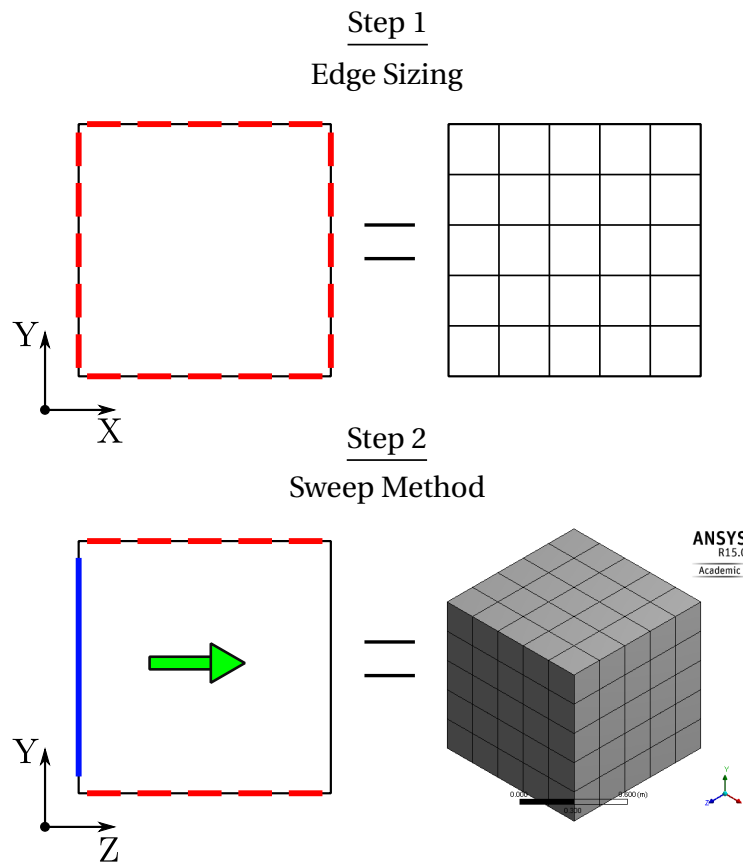 Step 1
Edge Sizing
Y
X
Step 2
Sweep Method
ANSYS
R15.0
Academic
Y
Z
0.000
0.300
0.600 (m)
Y
Z